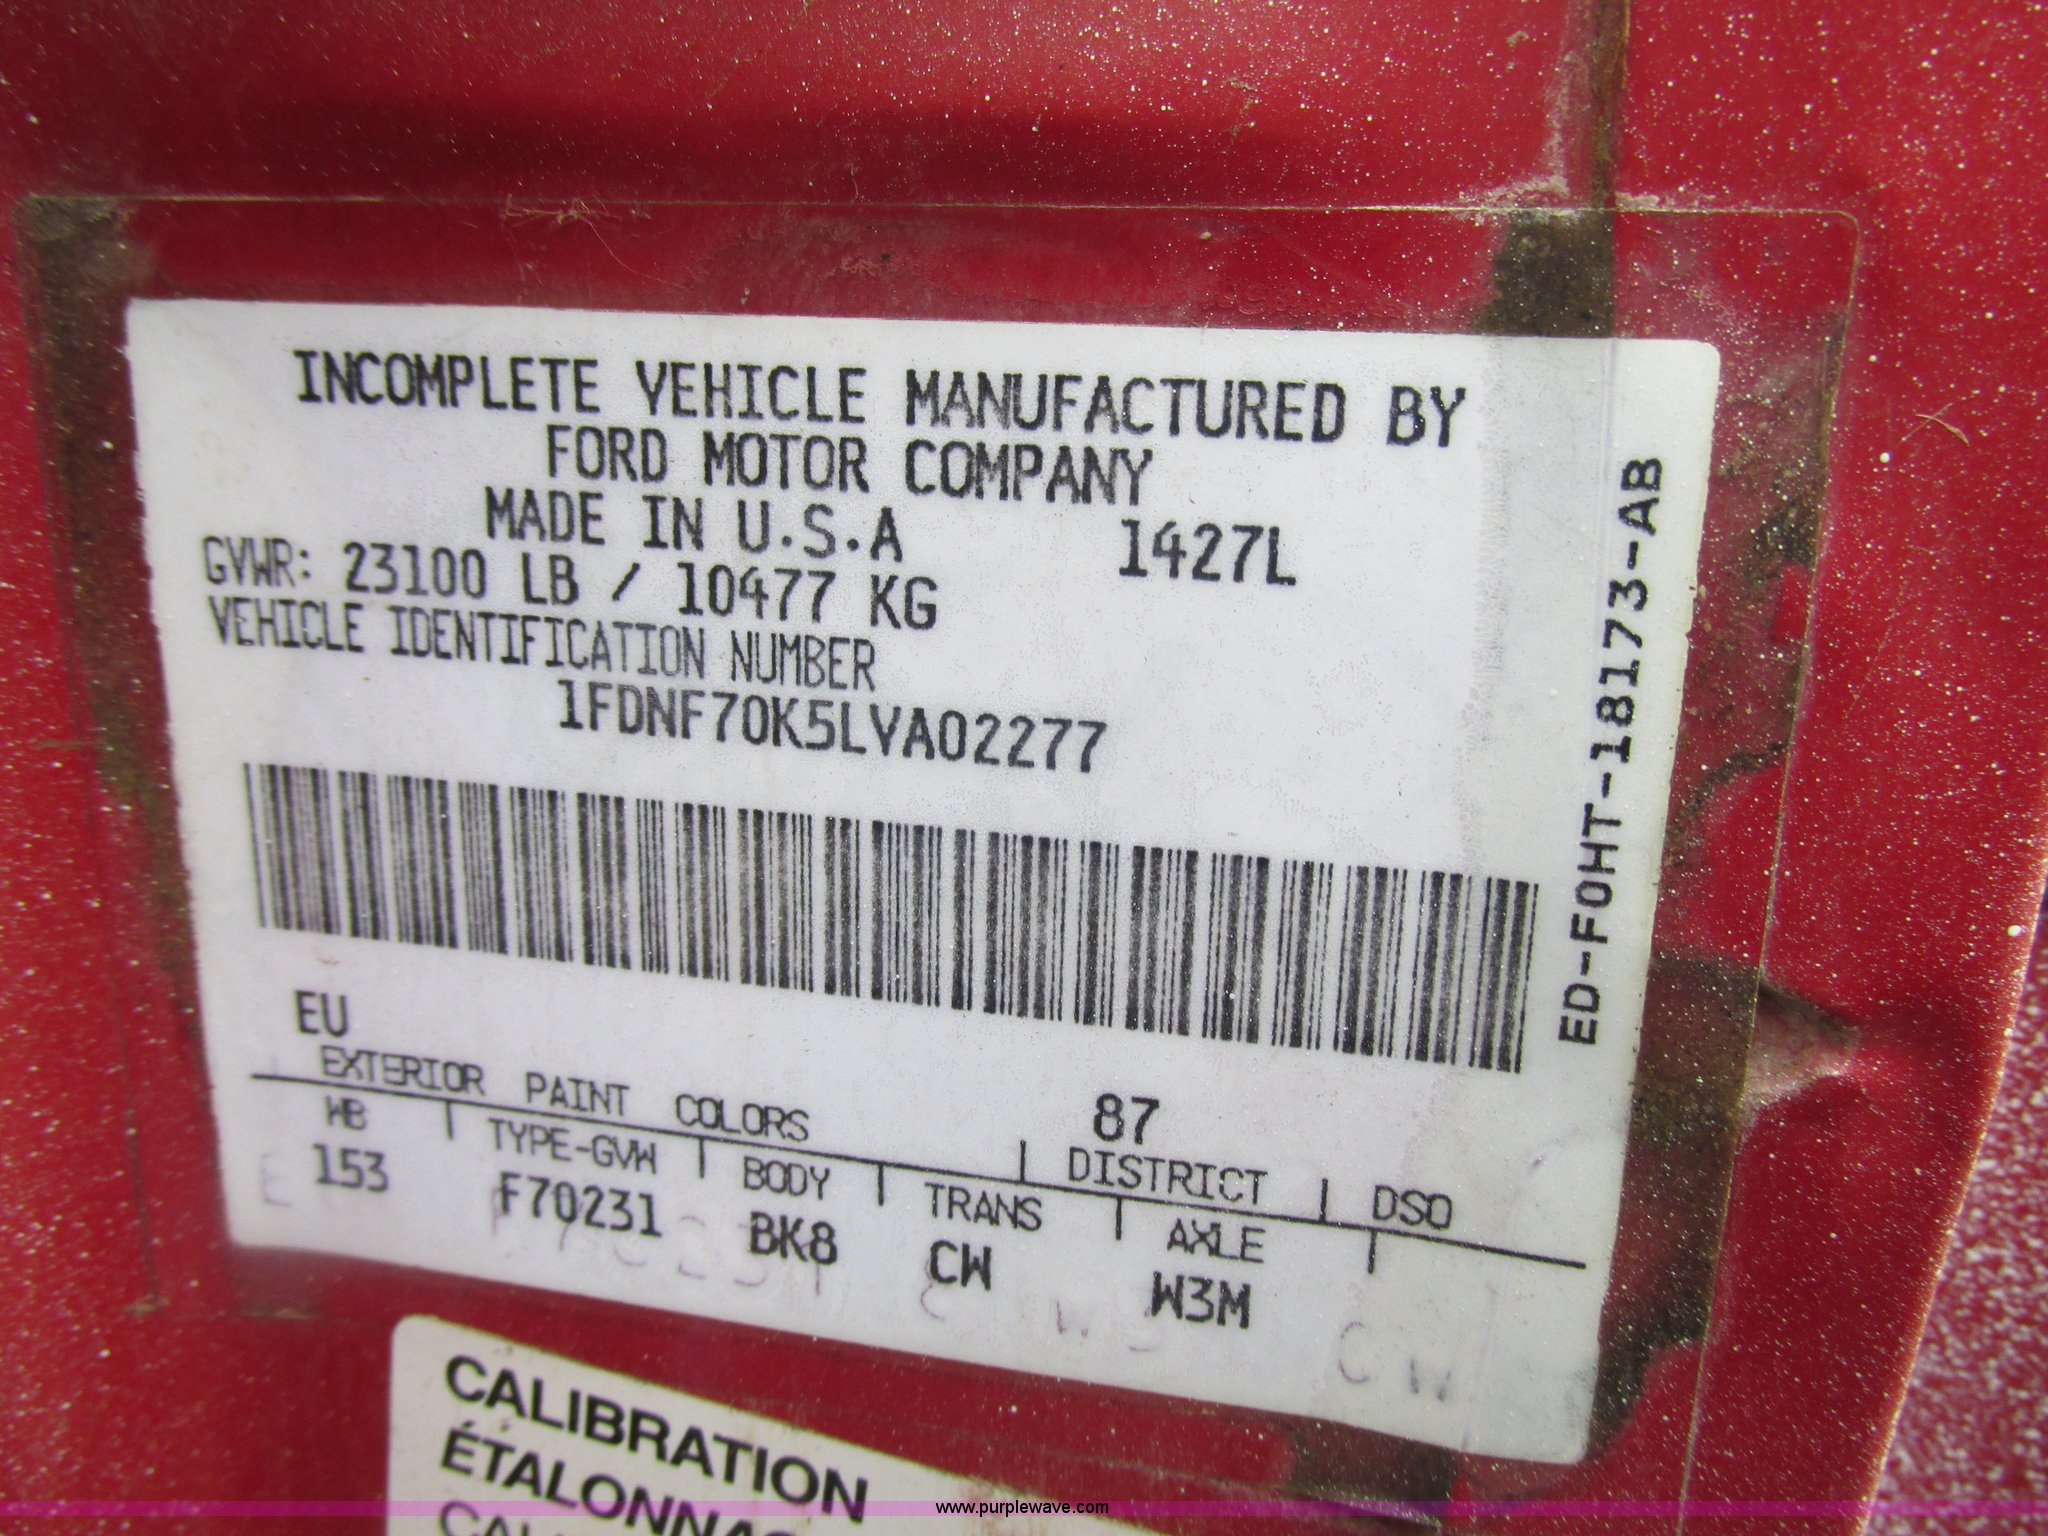 INCOMPLETE VEHICLE MANUFACTURED BY
FORD MOTOR COMPANY
MADE IN U.S.A 1427L
GVWR: 23100 LB / 10477 KG
VEHICLE IDENTIFICATION NUMBER
1FDNF70K5LVA02277
ED-F0HT-18173-AB
EU 87
EXTERIOR PAINT COLORS DISTRICT DSO
WB TYPE-GVW BODY TRANS AXLE
153 F70231 BK8 CW W3M
CALIBRATION
www.purplewave.com